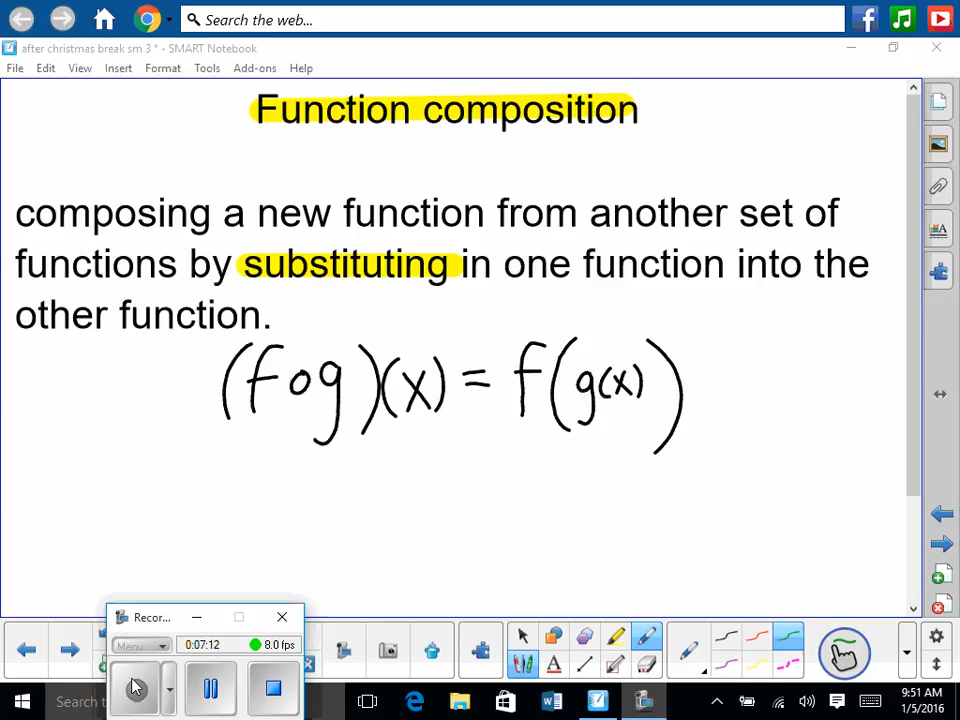 Search the web...
after christmas break sm 3 * - SMART Notebook
File Edit View Insert Format Tools Add-ons Help
Function composition
composing a new function from another set of
functions by substituting in one function into the
other function.
(f∘g)(x) = f(g(x))
Recor...
Menu 0:07:12 8.0 fps
9:51 AM
1/5/2016